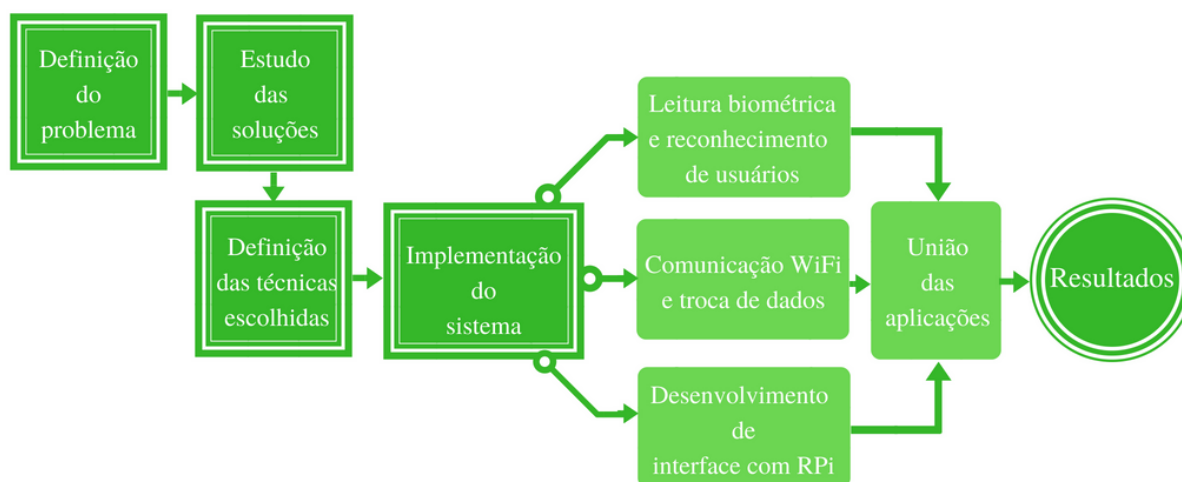 Definição
do
problema
Estudo
das
soluções
Definição
das técnicas
escolhidas
Implementação
do
sistema
Leitura biométrica
e reconhecimento
de usuários
Comunicação WiFi
e troca de dados
Desenvolvimento
de
interface com RPi
União
das
aplicações
Resultados